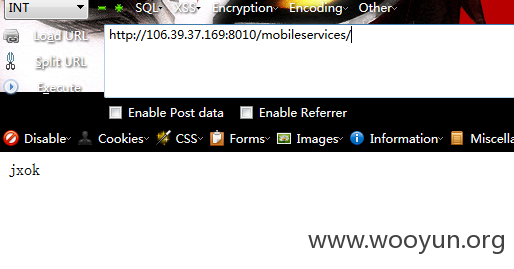 INT SQL XSS Encryption Encoding Other
Load URL http://106.39.37.169:8010/mobileservices/
Split URL
Execute
Enable Post data Enable Referrer
Disable Cookies CSS Forms Images Information Miscella
jxok
www.wooyun.org